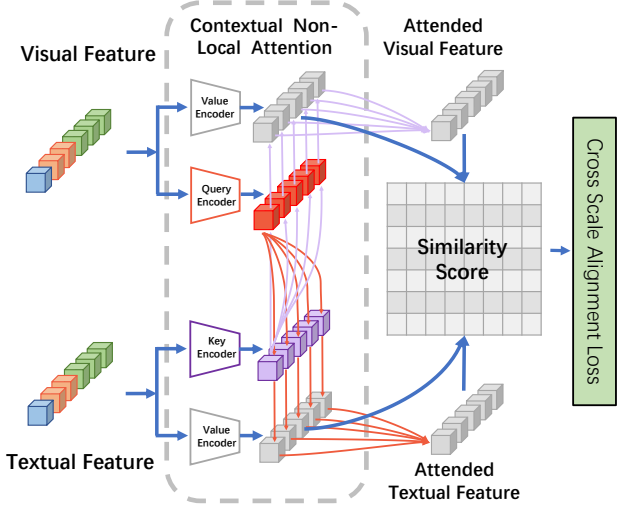 Visual Feature
Contextual Non-
Local Attention
Attended
Visual Feature
Value
Encoder
Query
Encoder
Similarity
Score
Cross Scale Alignment Loss
Key
Encoder
Value
Encoder
Textual Feature
Attended
Textual Feature